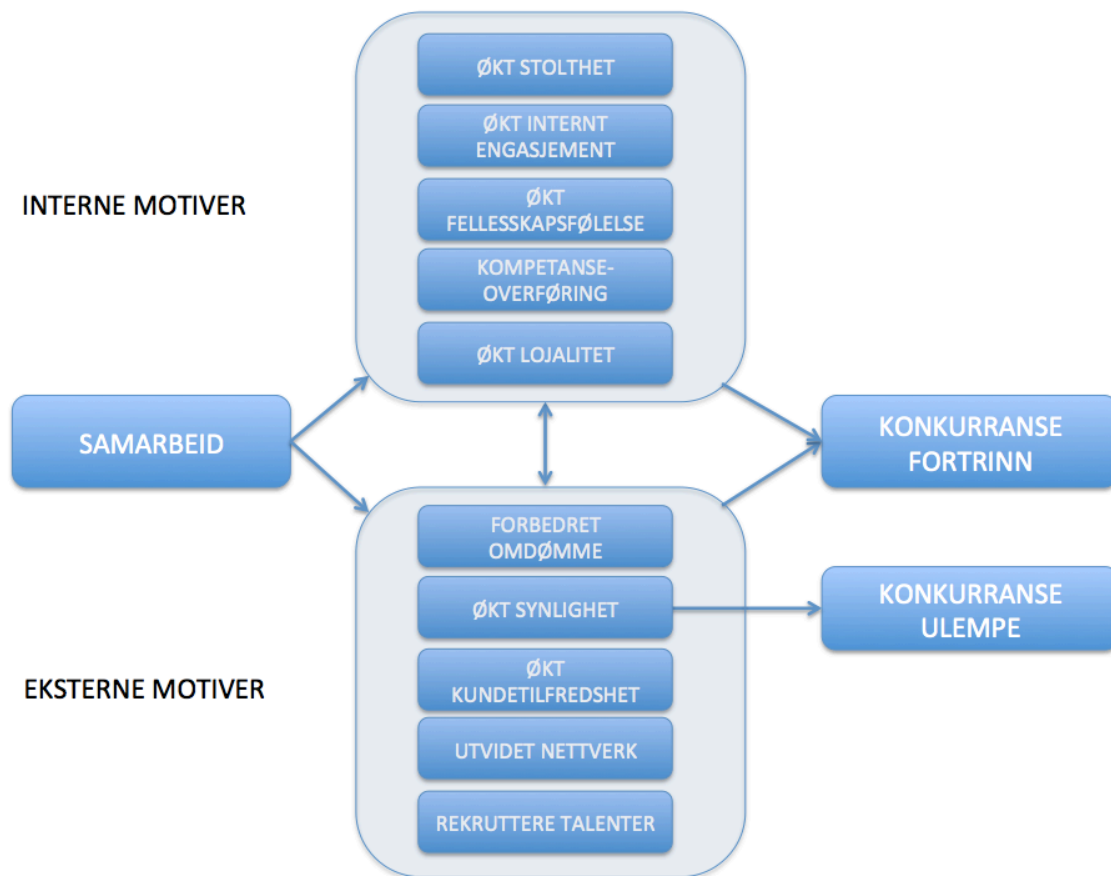 ØKT STOLTHET
ØKT INTERNT
ENGASJEMENT
INTERNE MOTIVER
ØKT
FELLESSKAPSFØLELSE
KOMPETANSE-
OVERFØRING
ØKT LOJALITET
SAMARBEID
KONKURRANSE
FORTRINN
FORBEDRET
OMDØMME
ØKT SYNLIGHET
KONKURRANSE
ULEMPE
EKSTERNE MOTIVER
ØKT
KUNDETILFREDSHET
UTVIDET NETTVERK
REKRUTTERE TALENTER